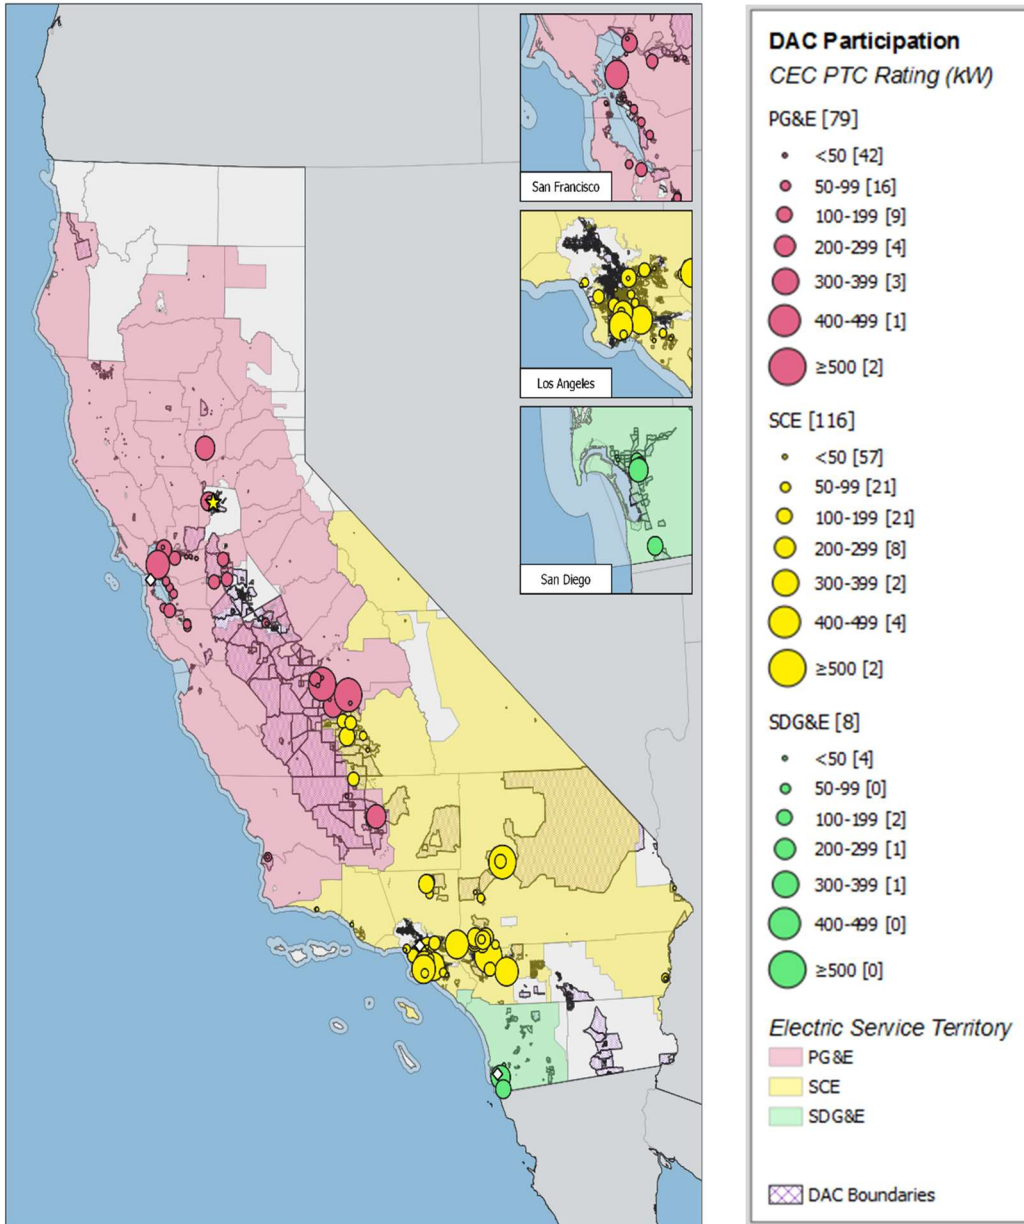 San Francisco
Los Angeles
San Diego
DAC Participation
CEC PTC Rating (kW)
PG&E [79]
<50 [42]
50-99 [16]
100-199 [9]
200-299 [4]
300-399 [3]
400-499 [1]
≥500 [2]
SCE [116]
<50 [57]
50-99 [21]
100-199 [21]
200-299 [8]
300-399 [2]
400-499 [4]
≥500 [2]
SDG&E [8]
<50 [4]
50-99 [0]
100-199 [2]
200-299 [1]
300-399 [1]
400-499 [0]
≥500 [0]
Electric Service Territory
PG&E
SCE
SDG&E
DAC Boundaries